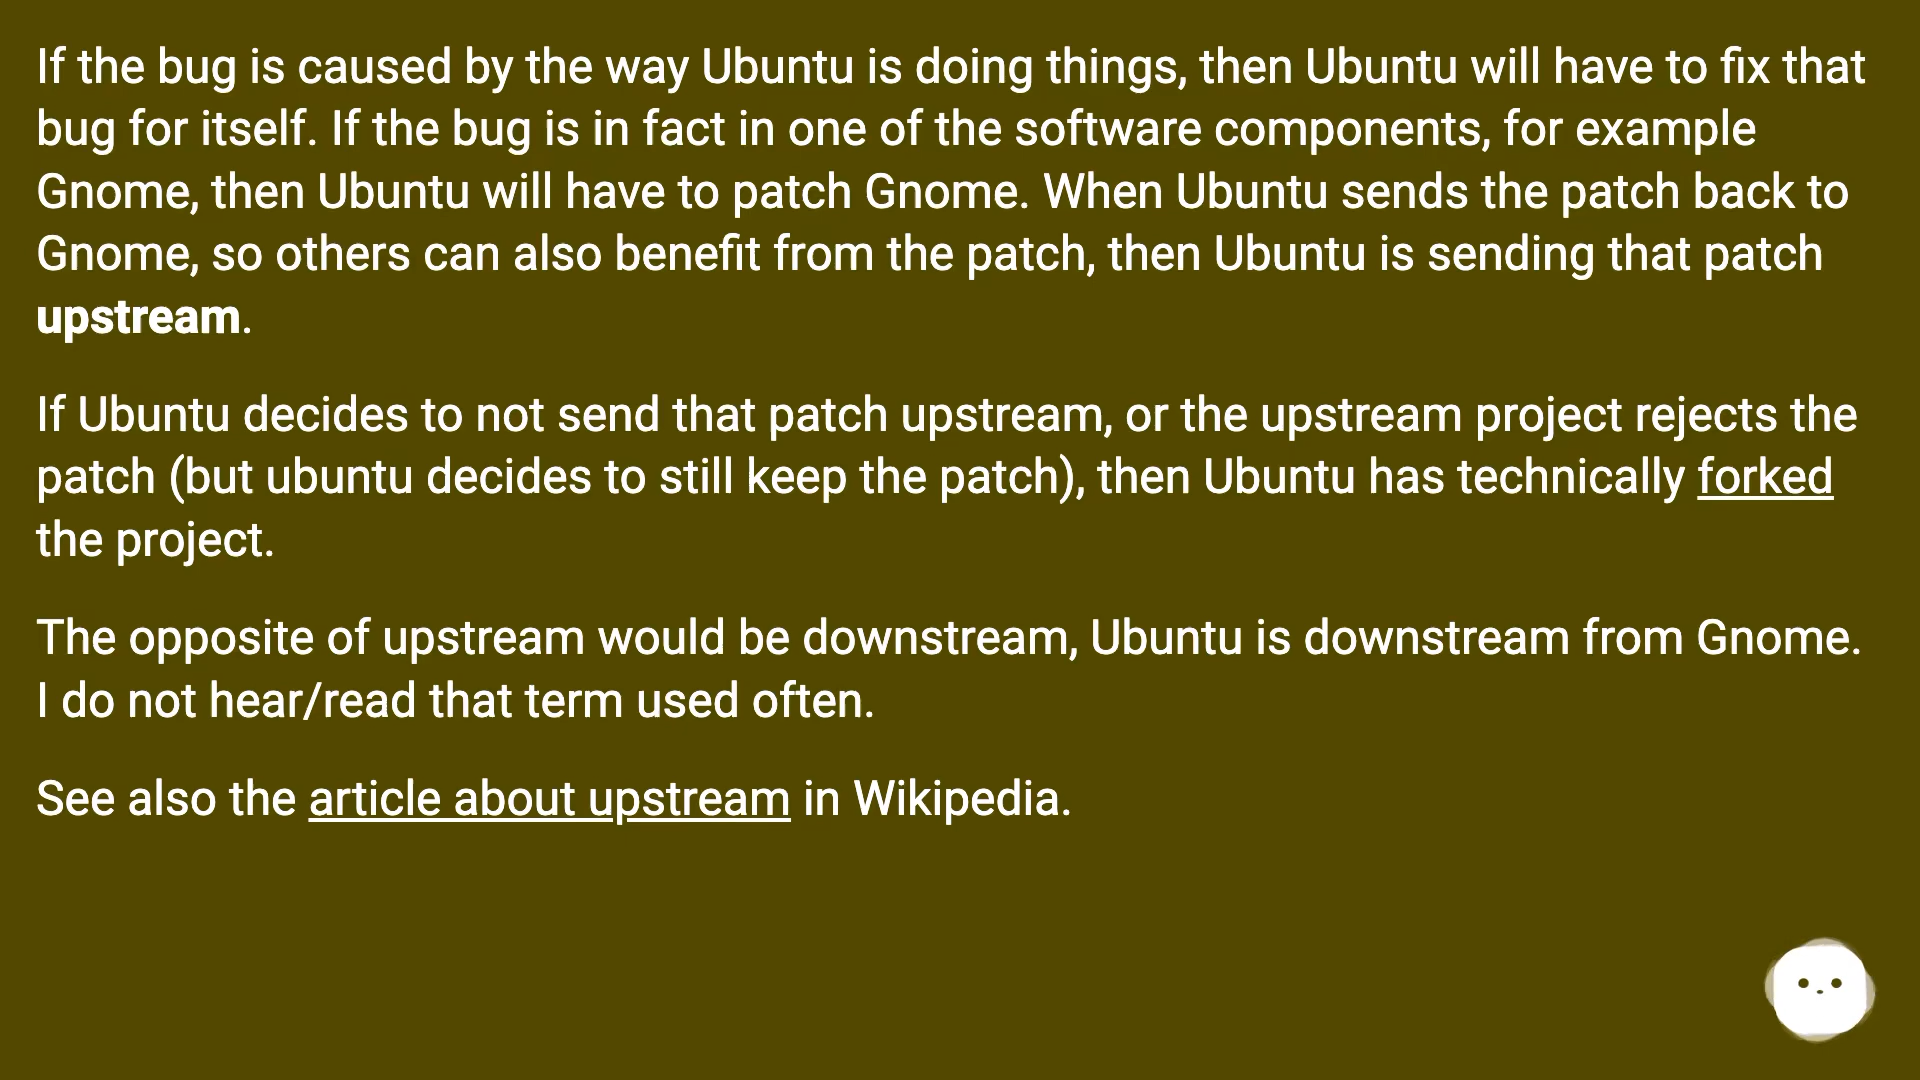 If the bug is caused by the way Ubuntu is doing things, then Ubuntu will have to fix that
bug for itself. If the bug is in fact in one of the software components, for example
Gnome, then Ubuntu will have to patch Gnome. When Ubuntu sends the patch back to
Gnome, so others can also benefit from the patch, then Ubuntu is sending that patch
upstream.
If Ubuntu decides to not send that patch upstream, or the upstream project rejects the
patch (but ubuntu decides to still keep the patch), then Ubuntu has technically forked
the project.
The opposite of upstream would be downstream, Ubuntu is downstream from Gnome.
I do not hear/read that term used often.
See also the article about upstream in Wikipedia.